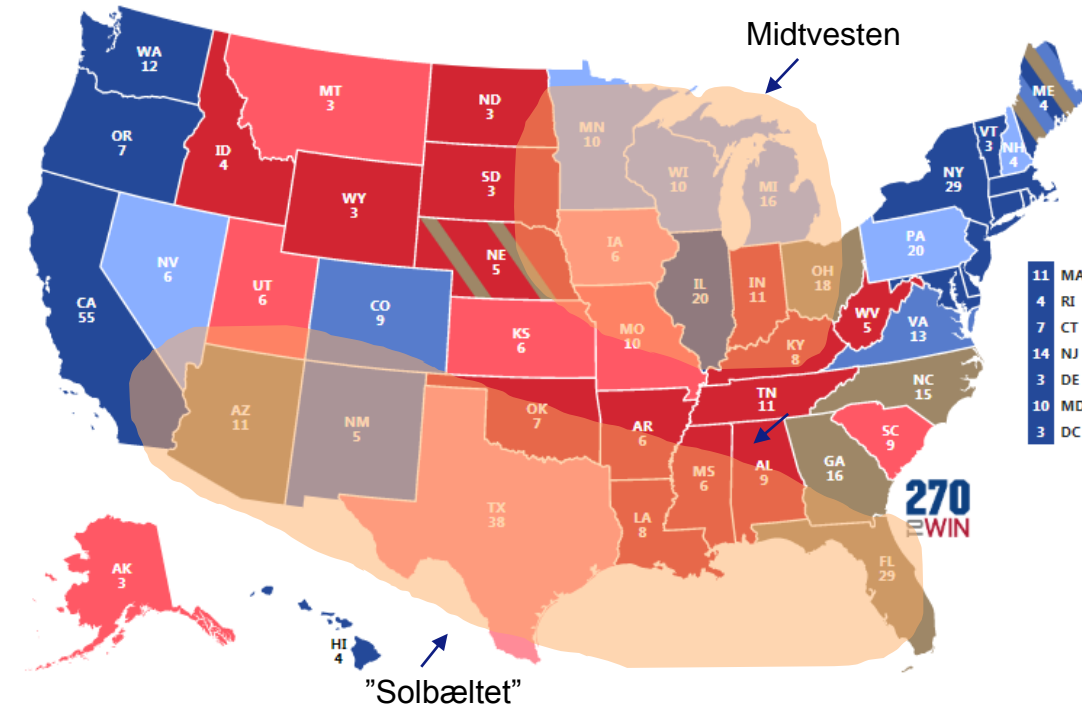 Midtvesten
WA
12
OR
7
CA
55
NV
6
ID
4
MT
3
WY
3
UT
6
CO
9
AZ
11
NM
5
ND
3
SD
3
NE
5
KS
6
OK
7
TX
38
MN
10
IA
6
MO
10
AR
6
LA
8
WI
10
IL
20
MI
16
IN
11
OH
18
KY
8
TN
11
MS
6
AL
9
GA
16
FL
29
SC
9
NC
15
VA
13
WV
5
PA
20
NY
29
VT
3
NH
4
ME
4
11 MA
4 RI
7 CT
14 NJ
3 DE
10 MD
3 DC
AK
3
HI
4
270
TO WIN
”Solbæltet”